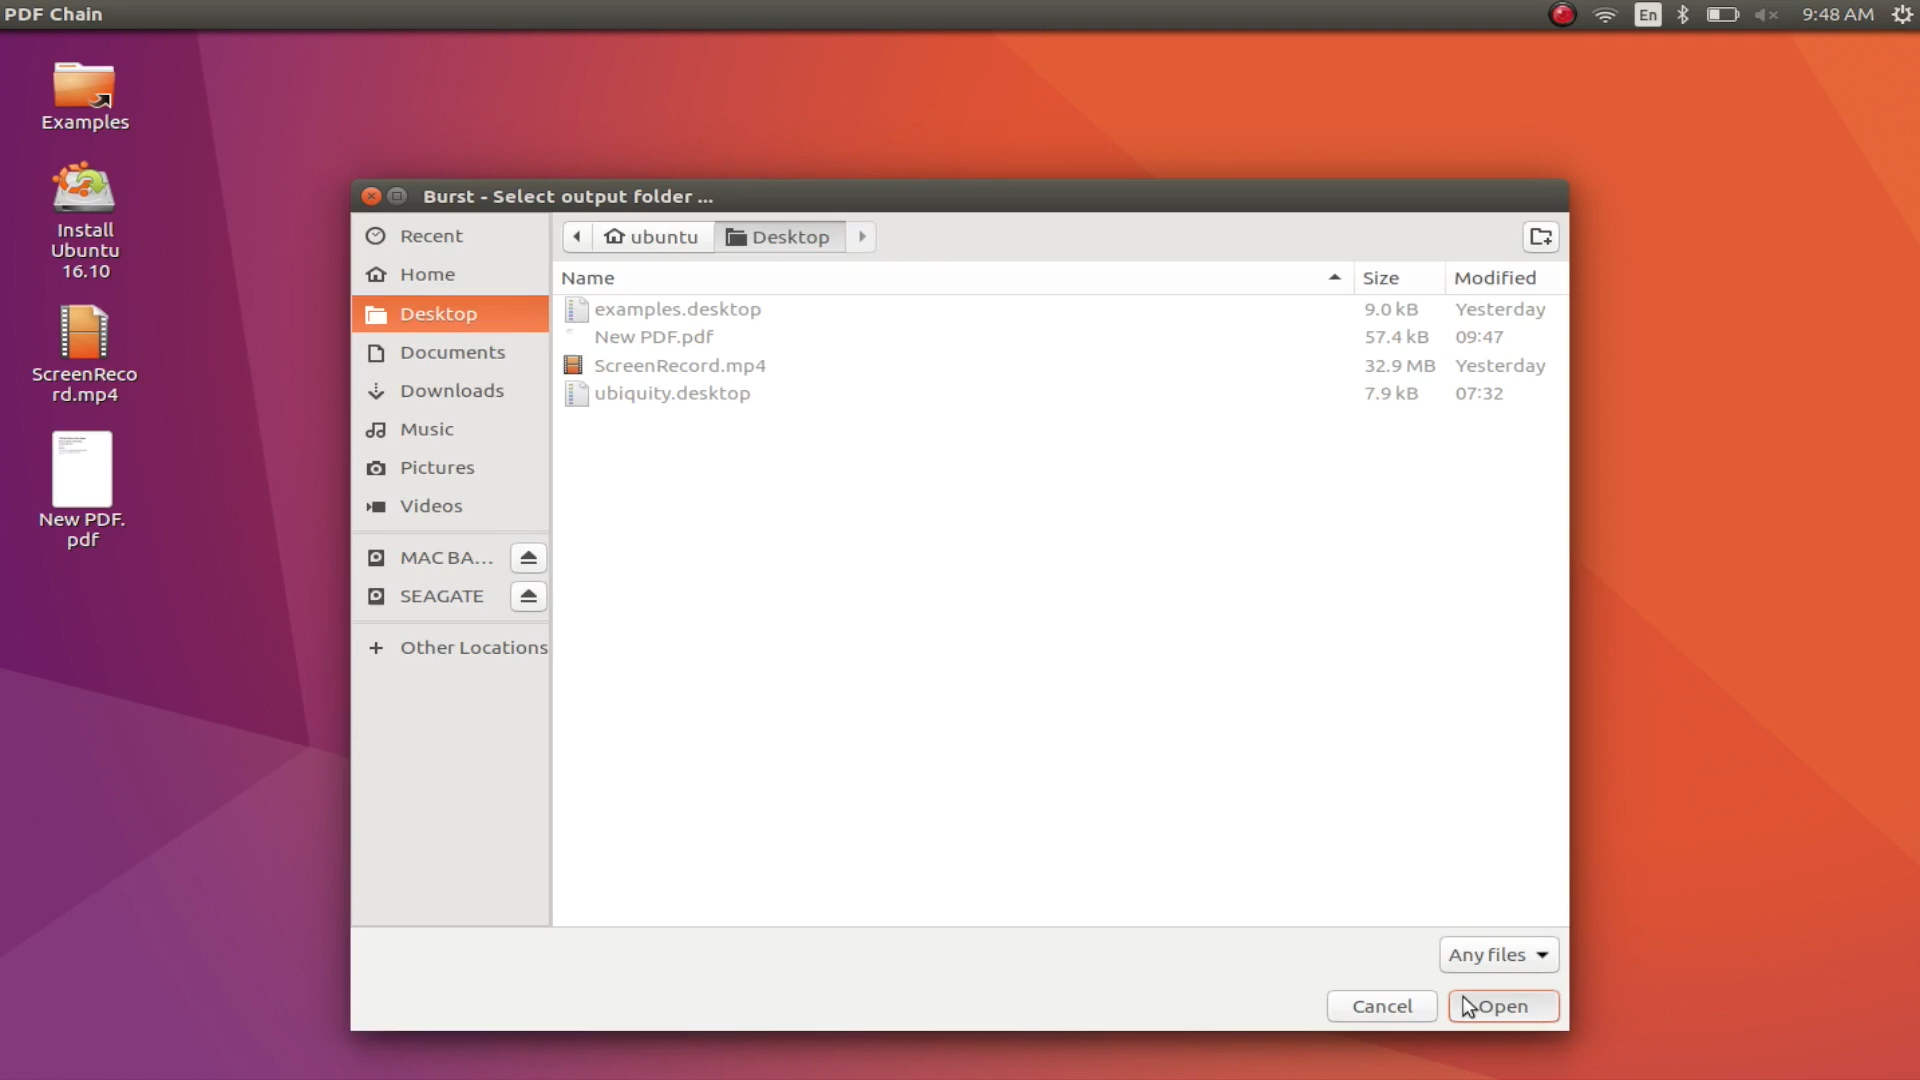 PDF Chain
En
9:48 AM
Examples
Install
Ubuntu
16.10
ScreenReco
rd.mp4
New PDF.
pdf
Burst - Select output folder ...
Recent
Home
Desktop
Documents
Downloads
Music
Pictures
Videos
MAC BA...
SEAGATE
Other Locations
ubuntu
Desktop
Name
Size
Modified
examples.desktop
9.0 kB
Yesterday
New PDF.pdf
57.4 kB
09:47
ScreenRecord.mp4
32.9 MB
Yesterday
ubiquity.desktop
7.9 kB
07:32
Any files
Cancel
Open